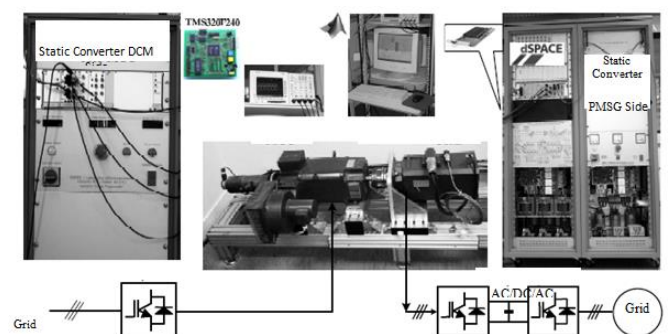 Static Converter DCM
TMS320F240
dSPACE
Static
Converter
PMSG Side
Grid
AC/DC/AC
Grid